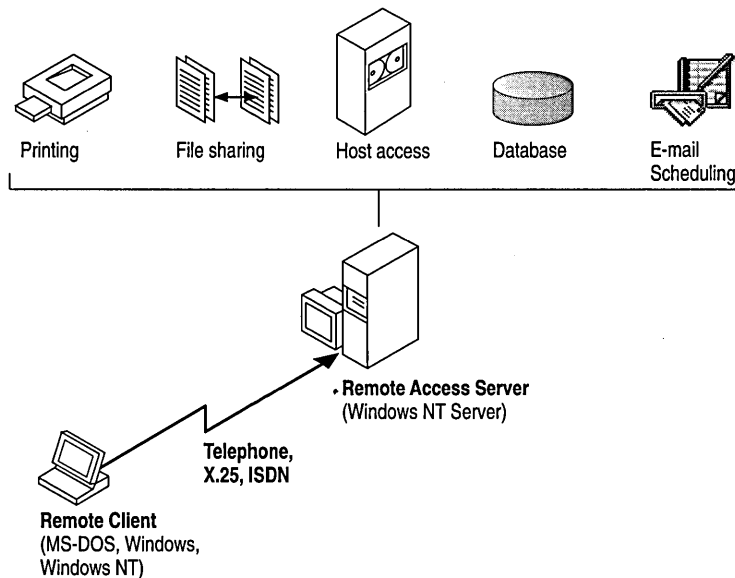 Printing
File sharing
Host access
Database
E-mail
Scheduling
Remote Access Server
(Windows NT Server)
Telephone,
X.25, ISDN
Remote Client
(MS-DOS, Windows,
Windows NT)